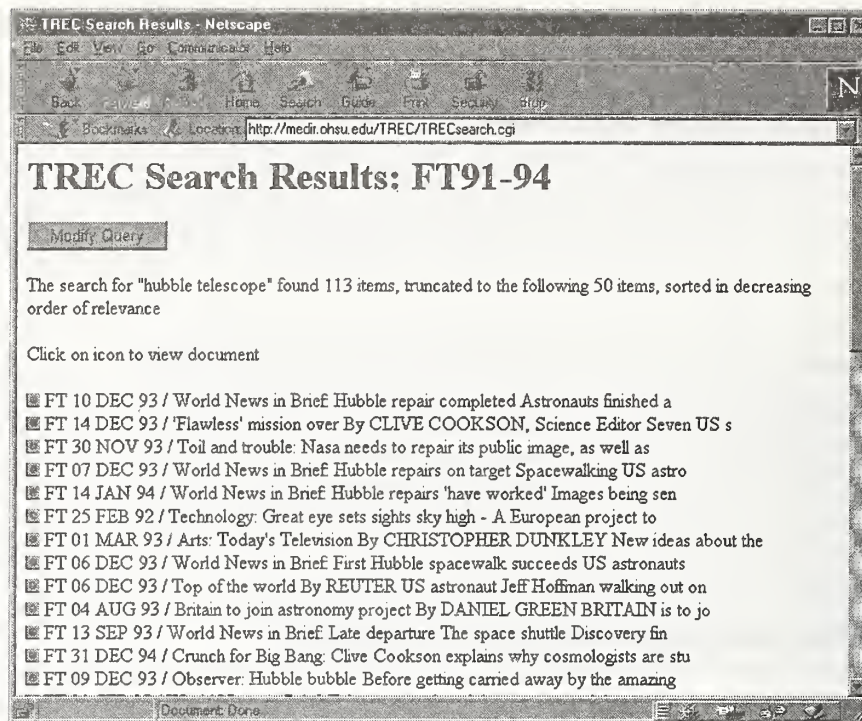 TREC Search Results - Netscape
File Edit View Go Communicator Help
Back Forward Reload Home Search Guide Print Security Stop
N
Bookmarks Location: http://medir.ohsu.edu/TREC/TRECsearch.cgi
TREC Search Results: FT91-94
Modify Query
The search for "hubble telescope" found 113 items, truncated to the following 50 items, sorted in decreasing
order of relevance
Click on icon to view document
FT 10 DEC 93 / World News in Brief: Hubble repair completed Astronauts finished a
FT 14 DEC 93 / 'Flawless' mission over By CLIVE COOKSON, Science Editor Seven US s
FT 30 NOV 93 / Toil and trouble: Nasa needs to repair its public image, as well as
FT 07 DEC 93 / World News in Brief: Hubble repairs on target Spacewalking US astro
FT 14 JAN 94 / World News in Brief: Hubble repairs 'have worked' Images being sen
FT 25 FEB 92 / Technology: Great eye sets sights sky high - A European project to
FT 01 MAR 93 / Arts: Today's Television By CHRISTOPHER DUNKLEY New ideas about the
FT 06 DEC 93 / World News in Brief: First Hubble spacewalk succeeds US astronauts
FT 06 DEC 93 / Top of the world By REUTER US astronaut Jeff Hoffman walking out on
FT 04 AUG 93 / Britain to join astronomy project By DANIEL GREEN BRITAIN is to jo
FT 13 SEP 93 / World News in Brief: Late departure The space shuttle Discovery fin
FT 31 DEC 94 / Crunch for Big Bang: Clive Cookson explains why cosmologists are stu
FT 09 DEC 93 / Observer: Hubble bubble Before getting carried away by the amazing
Document: Done